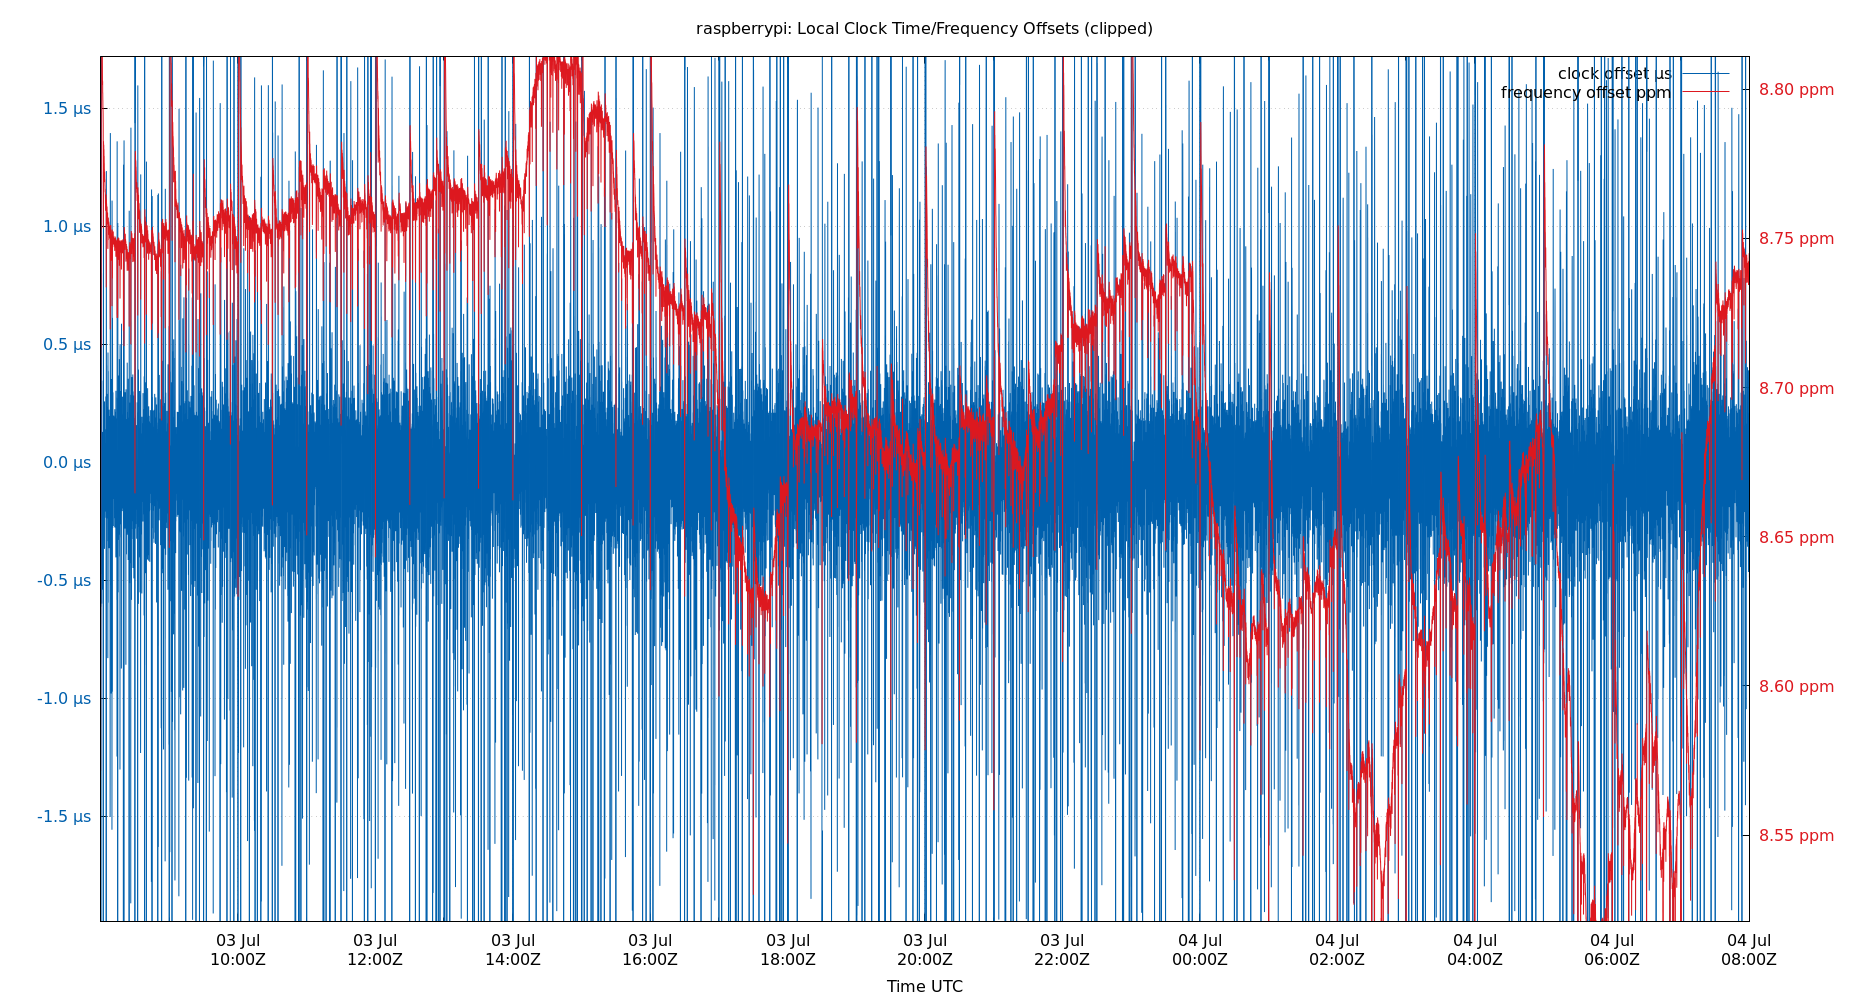 raspberrypi: Local Clock Time/Frequency Offsets (clipped)
clock offset µs
frequency offset ppm
1.5 µs
1.0 µs
0.5 µs
0.0 µs
-0.5 µs
-1.0 µs
-1.5 µs
8.80 ppm
8.75 ppm
8.70 ppm
8.65 ppm
8.60 ppm
8.55 ppm
03 Jul 03 Jul 03 Jul 03 Jul 03 Jul 03 Jul 03 Jul 04 Jul 04 Jul 04 Jul 04 Jul 04 Jul
10:00Z 12:00Z 14:00Z 16:00Z 18:00Z 20:00Z 22:00Z 00:00Z 02:00Z 04:00Z 06:00Z 08:00Z
Time UTC